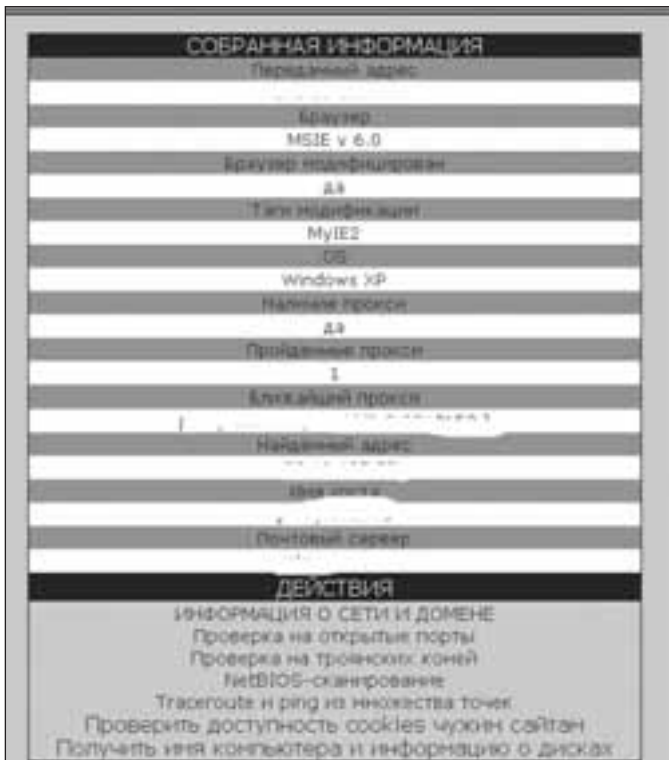 СОБРАННАЯ ИНФОРМАЦИЯ
Переданный адрес
Браузер
MSIE v 6.0
Браузер модифицирован
да
Таги модификации
MyIE2
OS
Windows XP
Наличие прокси
да
Пройденные прокси
1
Ближайший прокси
Найденный адрес
Имя хоста
Почтовый сервер
ДЕЙСТВИЯ
ИНФОРМАЦИЯ О СЕТИ И ДОМЕНЕ
Проверка на открытые порты
Проверка на троянских коней
NetBIOS-сканирование
Traceroute и ping из множества точек
Проверить доступность cookies чужим сайтам
Получить имя компьютера и информацию о дисках